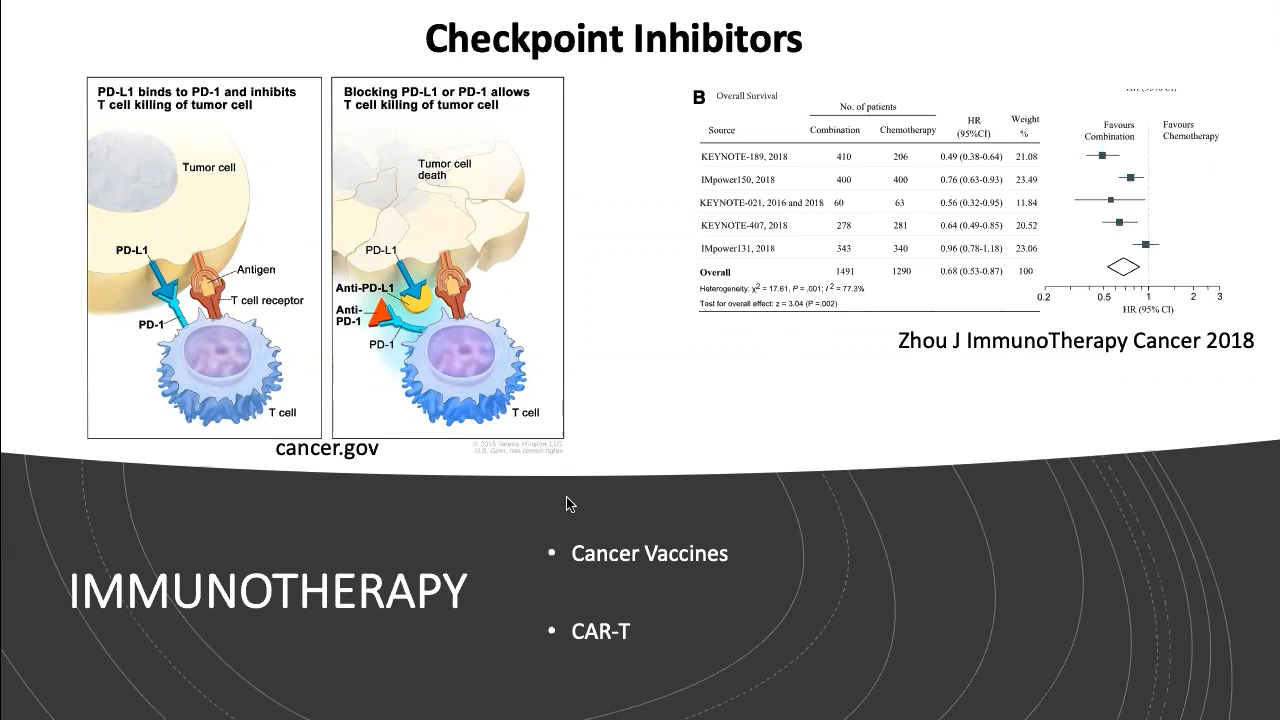 Checkpoint Inhibitors
PD-L1 binds to PD-1 and inhibits
T cell killing of tumor cell
Tumor cell
PD-L1
Antigen
T cell receptor
PD-1
T cell
Blocking PD-L1 or PD-1 allows
T cell killing of tumor cell
Tumor cell
death
PD-L1
Anti-PD-L1
Anti-
PD-1
PD-1
T cell
© 2015 Terese Winslow LLC
U.S. Govt. has certain rights
cancer.gov
B Overall Survival
No. of patients
Source Combination Chemotherapy HR (95%CI) Weight %
KEYNOTE-189, 2018 410 206 0.49 (0.38-0.64) 21.08
IMpower150, 2018 400 400 0.76 (0.63-0.93) 23.49
KEYNOTE-021, 2016 and 2018 60 63 0.56 (0.32-0.95) 11.84
KEYNOTE-407, 2018 278 281 0.64 (0.49-0.85) 20.52
IMpower131, 2018 343 340 0.96 (0.78-1.18) 23.06
Overall 1491 1290 0.68 (0.53-0.87) 100
Heterogeneity: χ2 = 17.61, P = .001; I2 = 77.3%
Test for overall effect: z = 3.04 (P =.002)
Favours Combination
Favours Chemotherapy
0.2 0.5 1 2 3
HR (95% CI)
Zhou J ImmunoTherapy Cancer 2018
IMMUNOTHERAPY
• Cancer Vaccines
• CAR-T